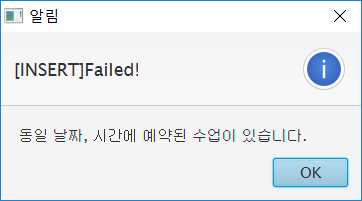 알림
[INSERT]Failed!
동일 날짜, 시간에 예약된 수업이 있습니다.
OK